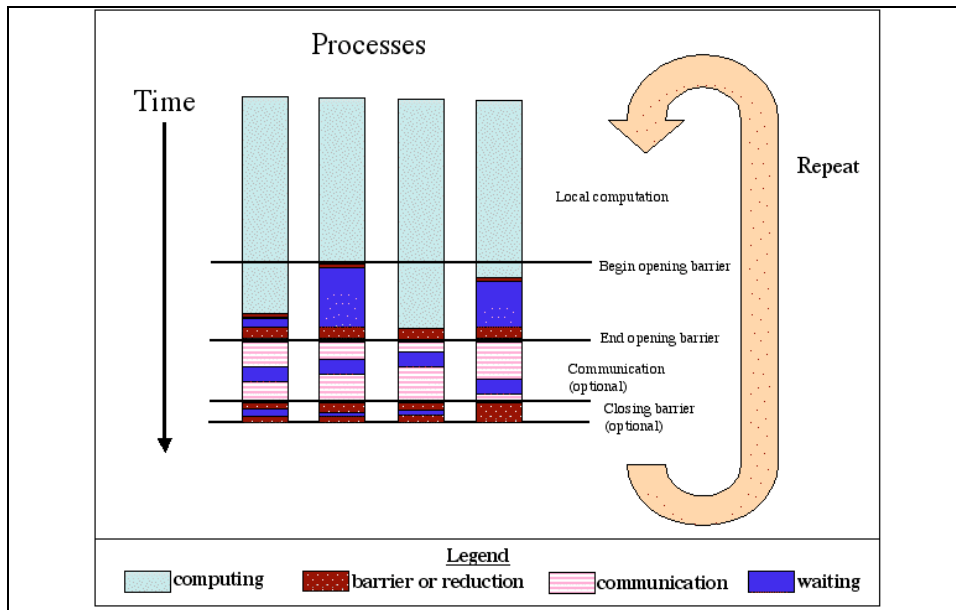 Processes
Time
Repeat
Local computation
Begin opening barrier
End opening barrier
Communication
(optional)
Closing barrier
(optional)
Legend
computing
barrier or reduction
communication
waiting